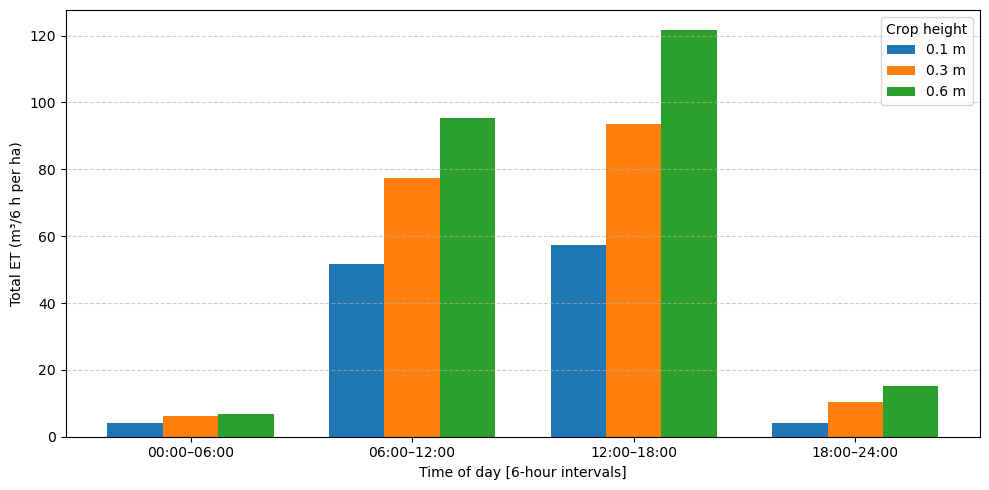 Total ET (m³/6 h per ha)
120
100
80
60
40
20
0
Crop height
0.1 m
0.3 m
0.6 m
00:00–06:00
06:00–12:00
12:00–18:00
18:00–24:00
Time of day [6-hour intervals]